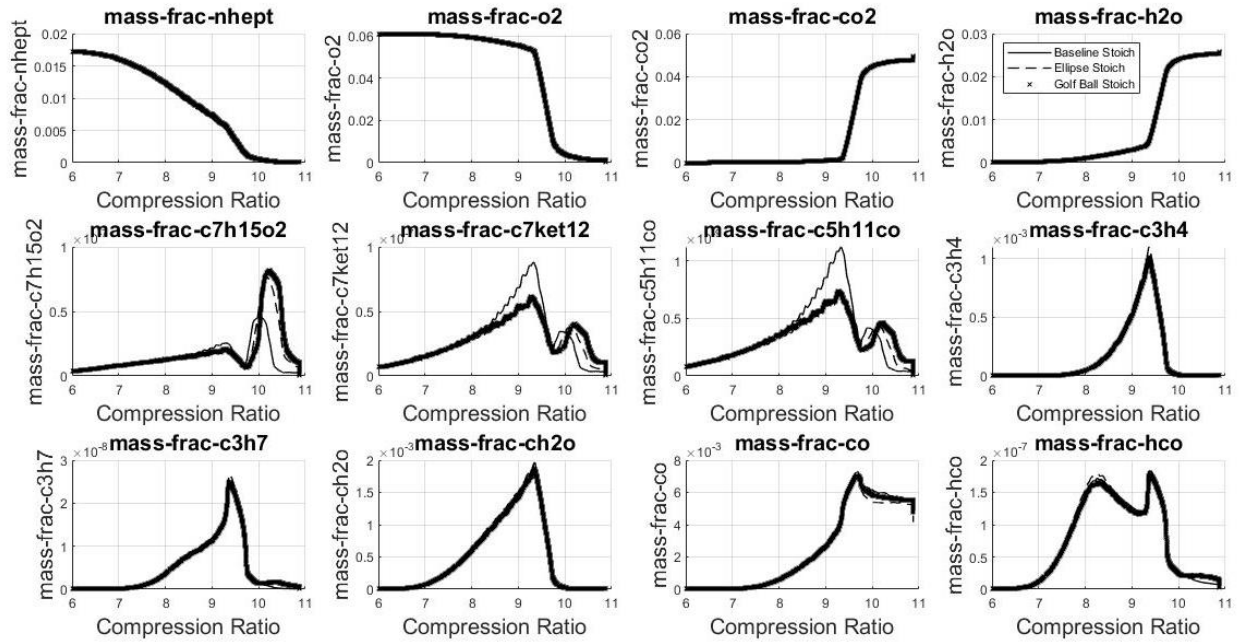 mass-frac-nhept
mass-frac-o2
mass-frac-co2
mass-frac-h2o
mass-frac-nhept
0.02
0.015
0.01
0.005
0
6 7 8 9 10 11
Compression Ratio
mass-frac-o2
0.06
0.04
0.02
0
6 7 8 9 10 11
Compression Ratio
mass-frac-co2
0.06
0.04
0.02
0
6 7 8 9 10 11
Compression Ratio
mass-frac-h2o
0.03
0.02
0.01
0
6 7 8 9 10 11
Compression Ratio
Baseline Stoich
Ellipse Stoich
Golf Ball Stoich
mass-frac-c7h15o2
mass-frac-c7ket12
mass-frac-c5h11co
mass-frac-c3h4
mass-frac-c7h15o2
1
0.5
0
6 7 8 9 10 11
Compression Ratio
mass-frac-c7ket12
1
0.5
0
6 7 8 9 10 11
Compression Ratio
mass-frac-c5h11co
1
0.5
0
6 7 8 9 10 11
Compression Ratio
mass-frac-c3h4
×10-3
1
0.5
0
6 7 8 9 10 11
Compression Ratio
mass-frac-c3h7
mass-frac-ch2o
mass-frac-co
mass-frac-hco
mass-frac-c3h7
×10-8
3
2
1
0
6 7 8 9 10 11
Compression Ratio
mass-frac-ch2o
×10-3
2
1.5
1
0.5
0
6 7 8 9 10 11
Compression Ratio
mass-frac-co
×10-3
8
6
4
2
0
6 7 8 9 10 11
Compression Ratio
mass-frac-hco
×10-7
2
1.5
1
0.5
0
6 7 8 9 10 11
Compression Ratio